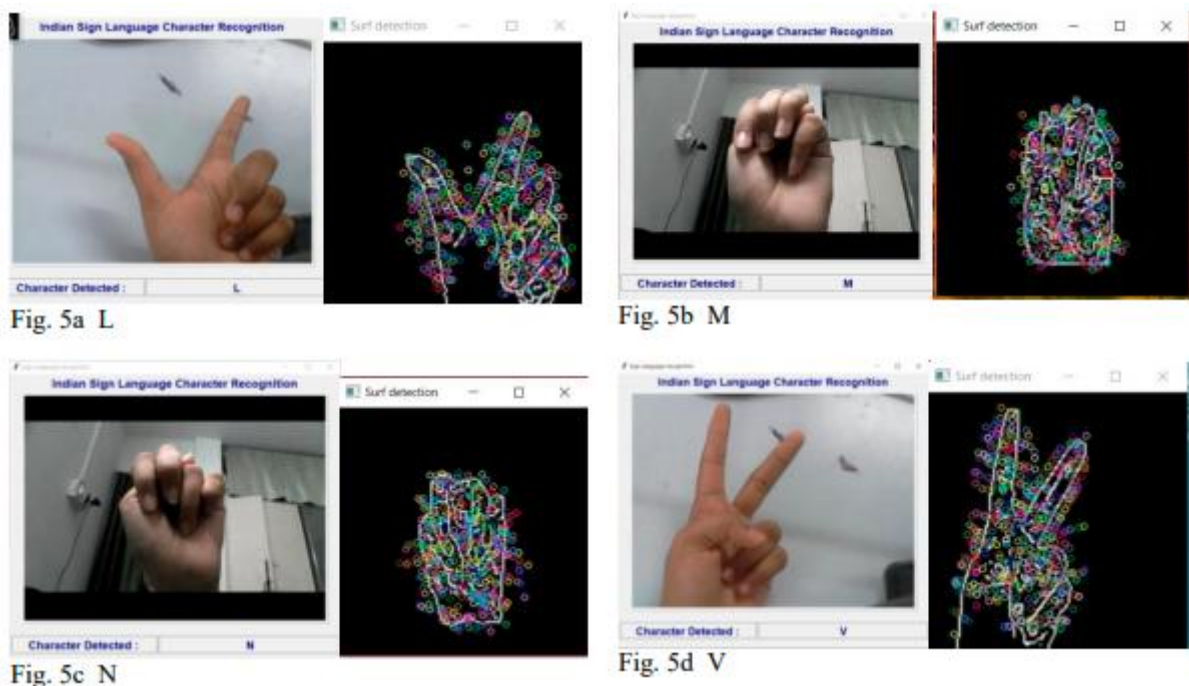 Indian Sign Language Character Recognition
Surf detection
Character Detected : L
Fig. 5a L
Indian Sign Language Character Recognition
Surf detection
Character Detected : M
Fig. 5b M
Indian Sign Language Character Recognition
Surf detection
Character Detected : N
Fig. 5c N
Indian Sign Language Character Recognition
Surf detection
Character Detected : V
Fig. 5d V